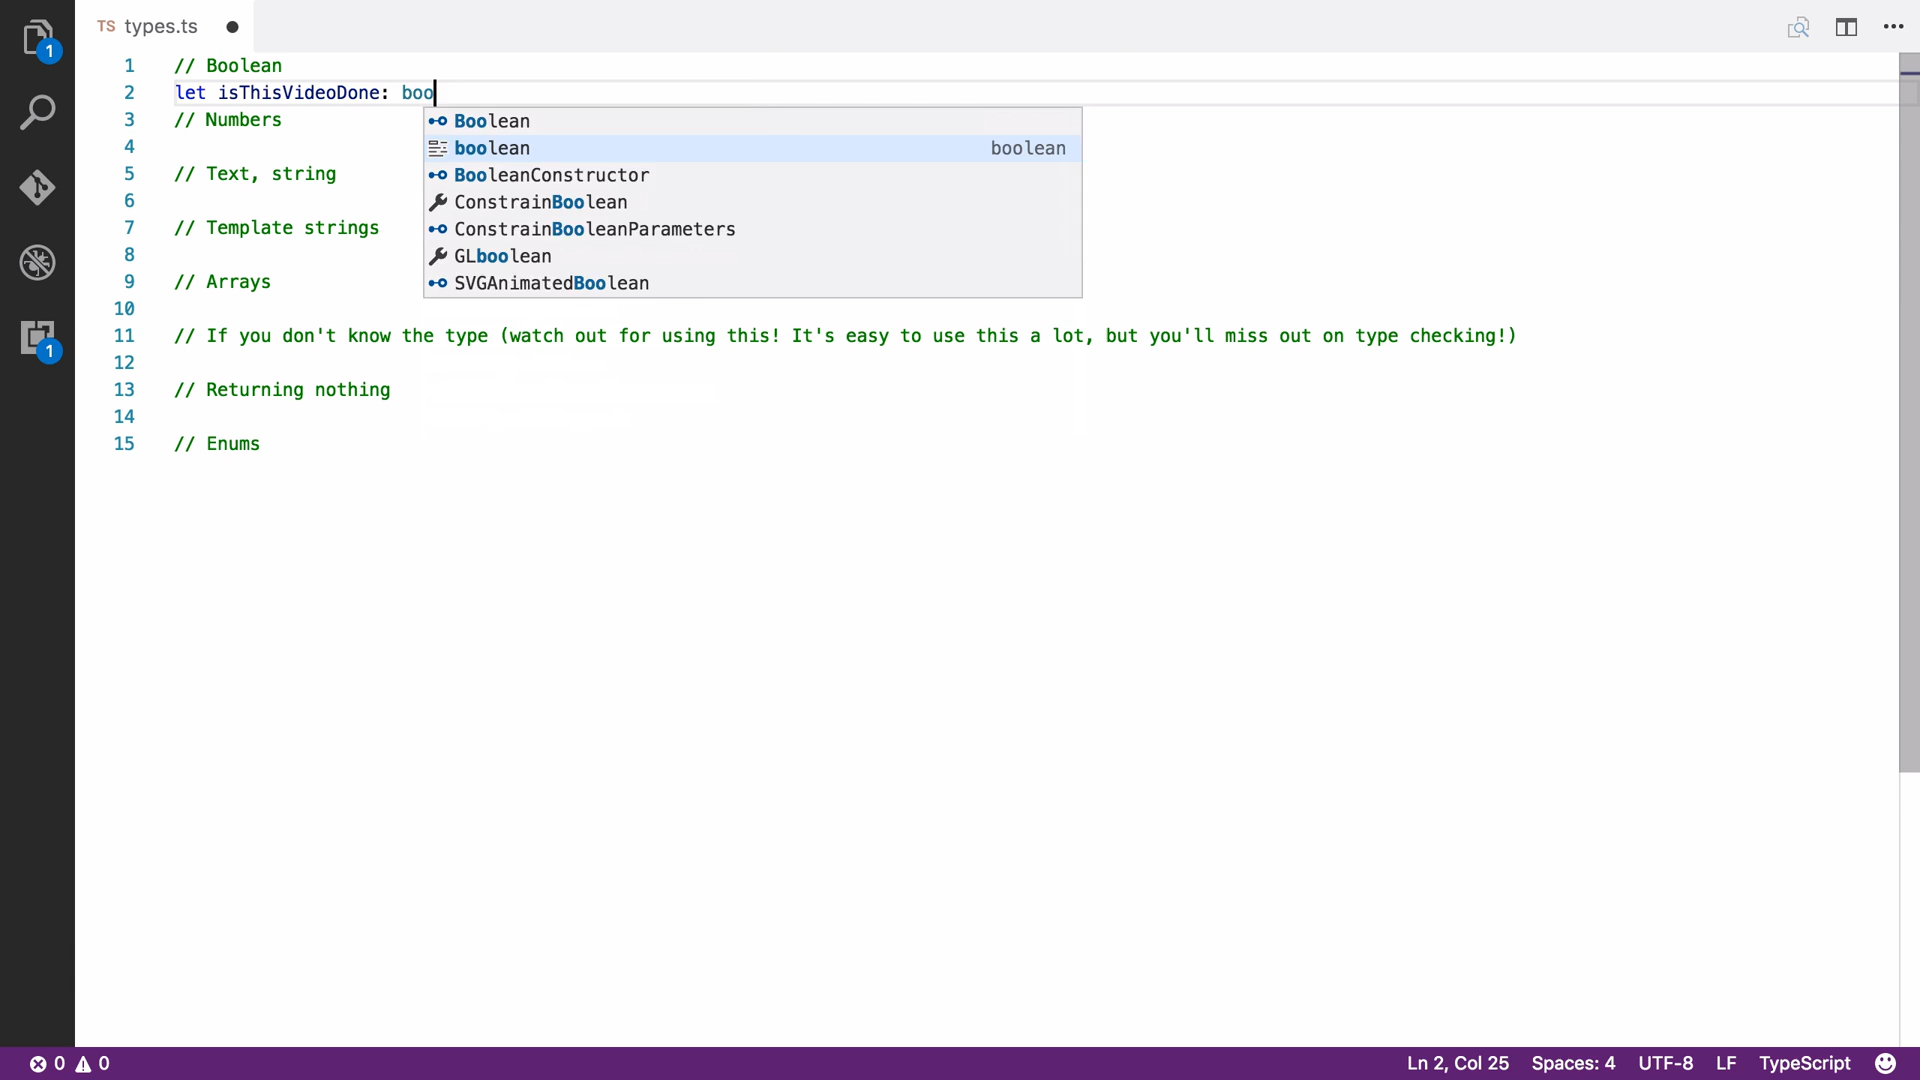 1
TS types.ts
1 // Boolean
2 let isThisVideoDone: boo
3 // Numbers
4
5 // Text, string
6
7 // Template strings
8
9 // Arrays
10
11 // If you don't know the type (watch out for using this! It's easy to use this a lot, but you'll miss out on type checking!)
12
13 // Returning nothing
14
15 // Enums
Boolean
boolean boolean
BooleanConstructor
ConstrainBoolean
ConstrainBooleanParameters
GLboolean
SVGAnimatedBoolean
1
0 0 Ln 2, Col 25 Spaces: 4 UTF-8 LF TypeScript